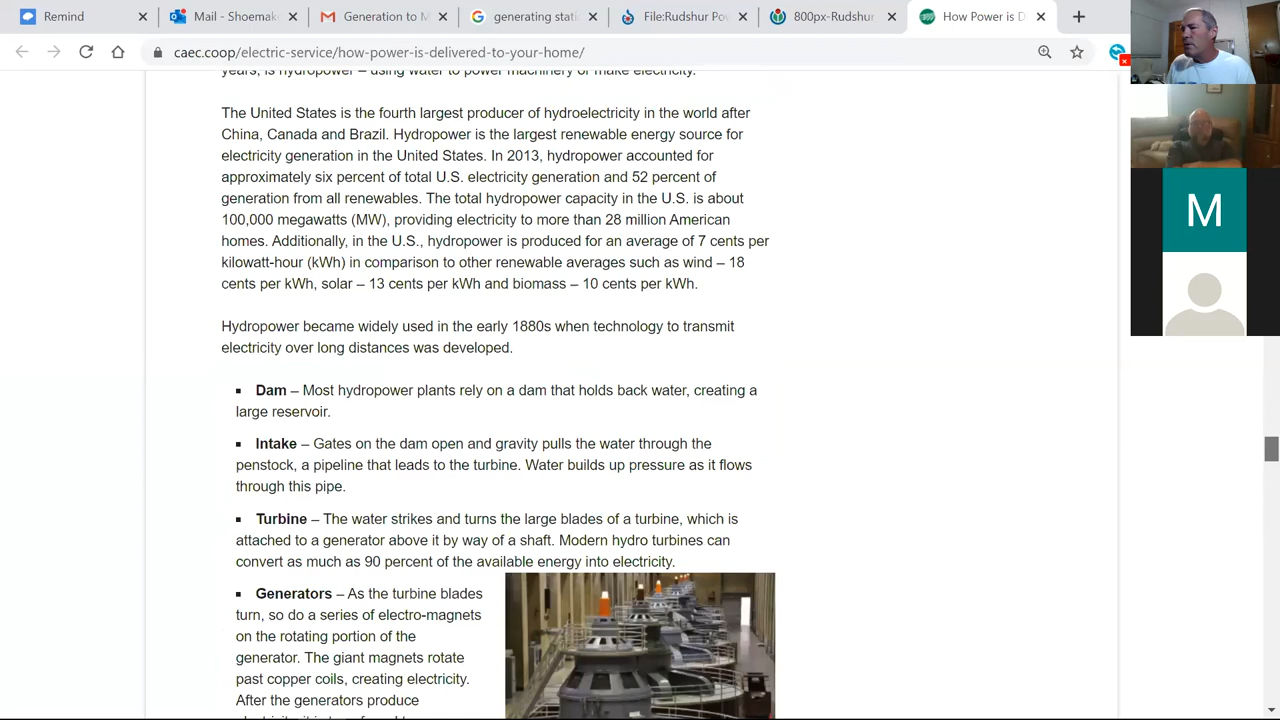 Remind
Mail - Shoemak
Generation to M
generating stati
File:Rudshur Po
800px-Rudshur
How Power is D
caec.coop/electric-service/how-power-is-delivered-to-your-home/
years, is hydropower – using water to power machinery or make electricity.
The United States is the fourth largest producer of hydroelectricity in the world after
China, Canada and Brazil. Hydropower is the largest renewable energy source for
electricity generation in the United States. In 2013, hydropower accounted for
approximately six percent of total U.S. electricity generation and 52 percent of
generation from all renewables. The total hydropower capacity in the U.S. is about
100,000 megawatts (MW), providing electricity to more than 28 million American
homes. Additionally, in the U.S., hydropower is produced for an average of 7 cents per
kilowatt-hour (kWh) in comparison to other renewable averages such as wind – 18
cents per kWh, solar – 13 cents per kWh and biomass – 10 cents per kWh.
Hydropower became widely used in the early 1880s when technology to transmit
electricity over long distances was developed.
Dam – Most hydropower plants rely on a dam that holds back water, creating a
large reservoir.
Intake – Gates on the dam open and gravity pulls the water through the
penstock, a pipeline that leads to the turbine. Water builds up pressure as it flows
through this pipe.
Turbine – The water strikes and turns the large blades of a turbine, which is
attached to a generator above it by way of a shaft. Modern hydro turbines can
convert as much as 90 percent of the available energy into electricity.
Generators – As the turbine blades
turn, so do a series of electro-magnets
on the rotating portion of the
generator. The giant magnets rotate
past copper coils, creating electricity.
After the generators produce
M